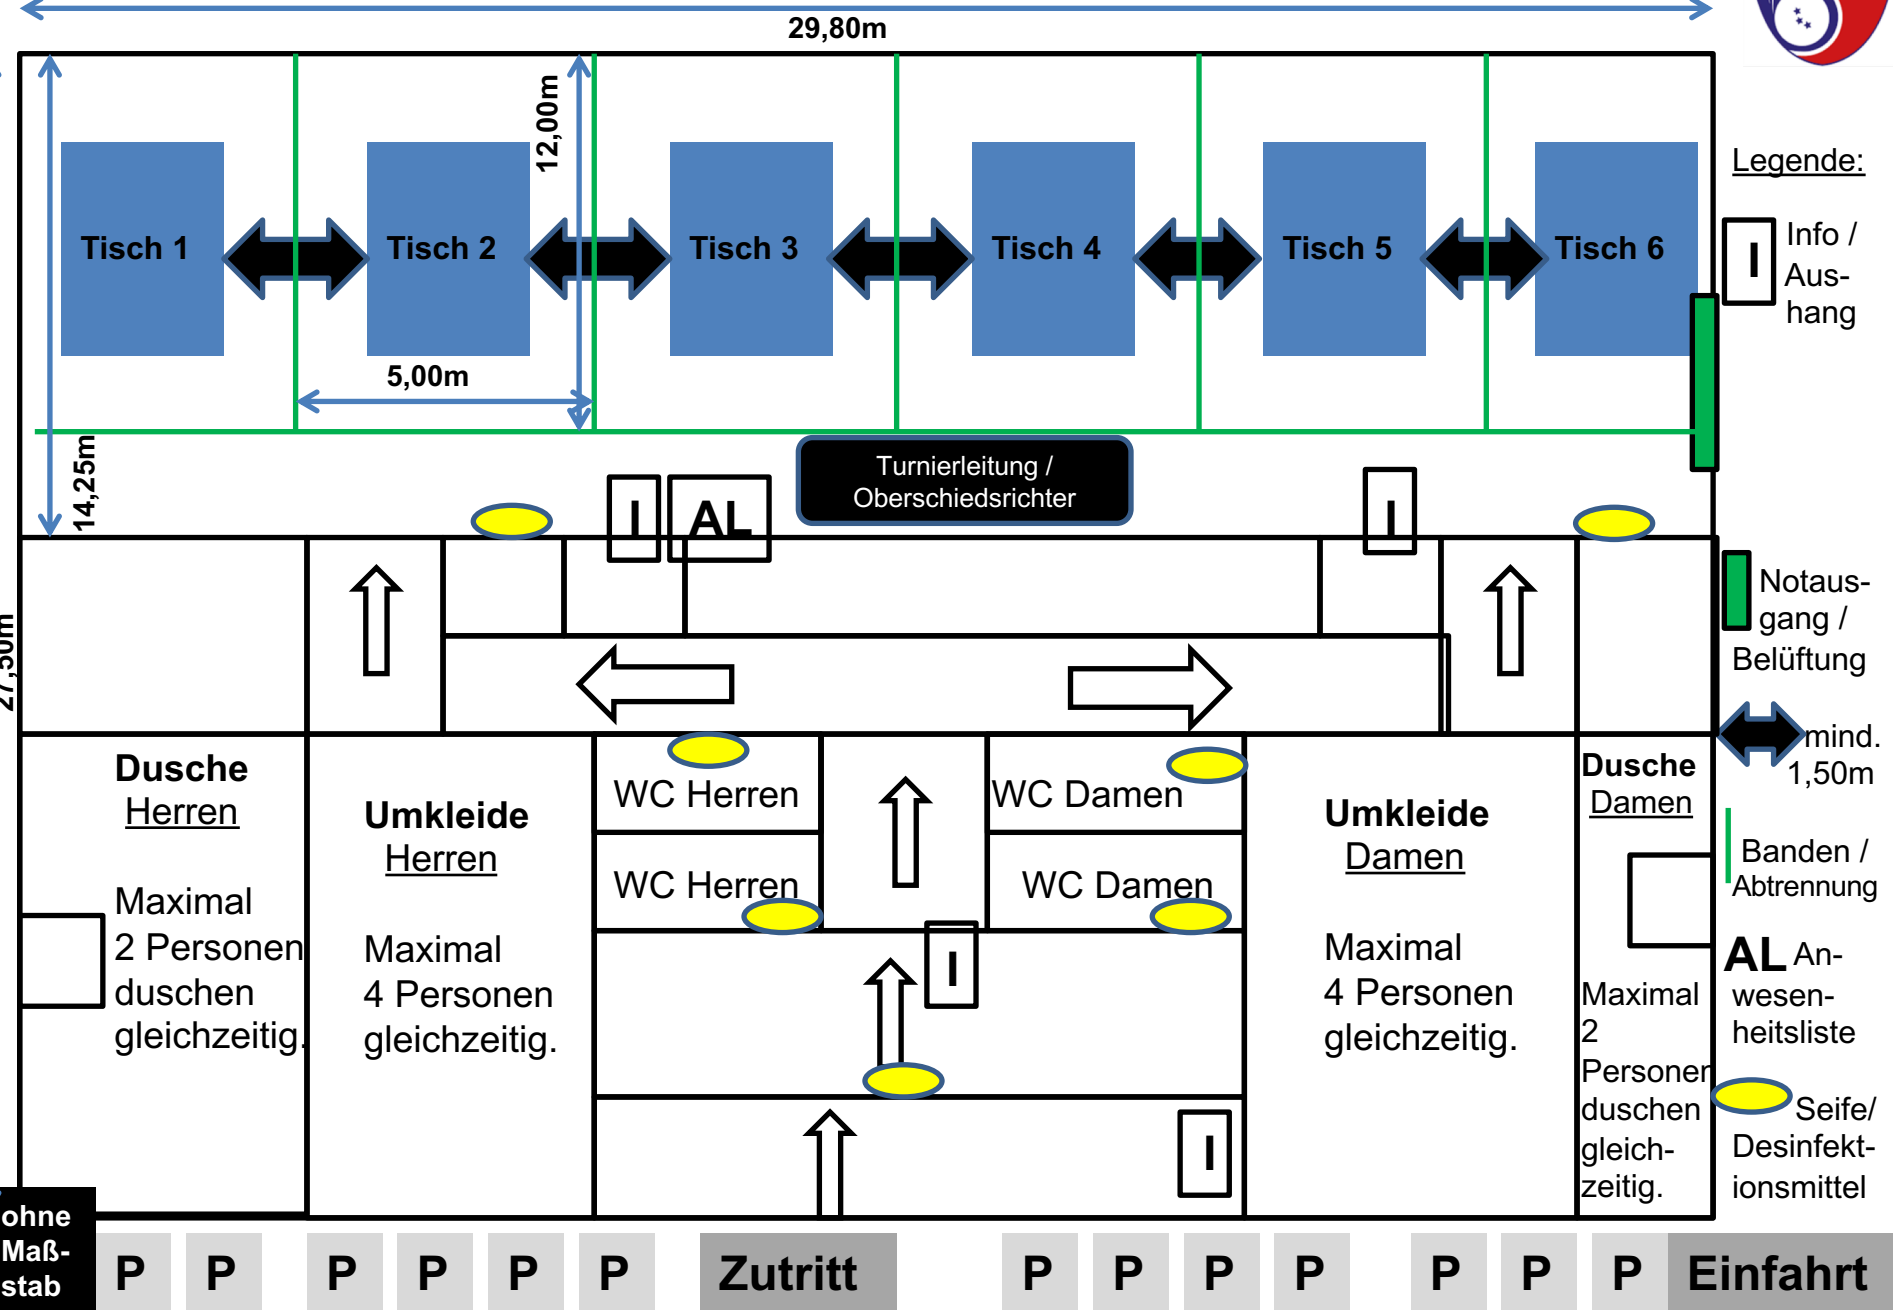 29,80m
12,00m
Tisch 1
Tisch 2
Tisch 3
Tisch 4
Tisch 5
Tisch 6
5,00m
14,25m
27,50m
Turnierleitung /
Oberschiedsrichter
I
AL
I
Dusche
Herren
Maximal
2 Personen
duschen
gleichzeitig.
Umkleide
Herren
Maximal
4 Personen
gleichzeitig.
WC Herren
WC Herren
WC Damen
WC Damen
I
I
Umkleide
Damen
Maximal
4 Personen
gleichzeitig.
Dusche
Damen
Maximal
2
Personen
duschen
gleich-
zeitig.
Legende:
I
Info /
Aus-
hang
Notaus-
gang /
Belüftung
mind.
1,50m
Banden /
Abtrennung
AL An-
wesen-
heitsliste
Seife/
Desinfekt-
ionsmittel
ohne
Maß-
stab
P P P P P P Zutritt P P P P P P P Einfahrt